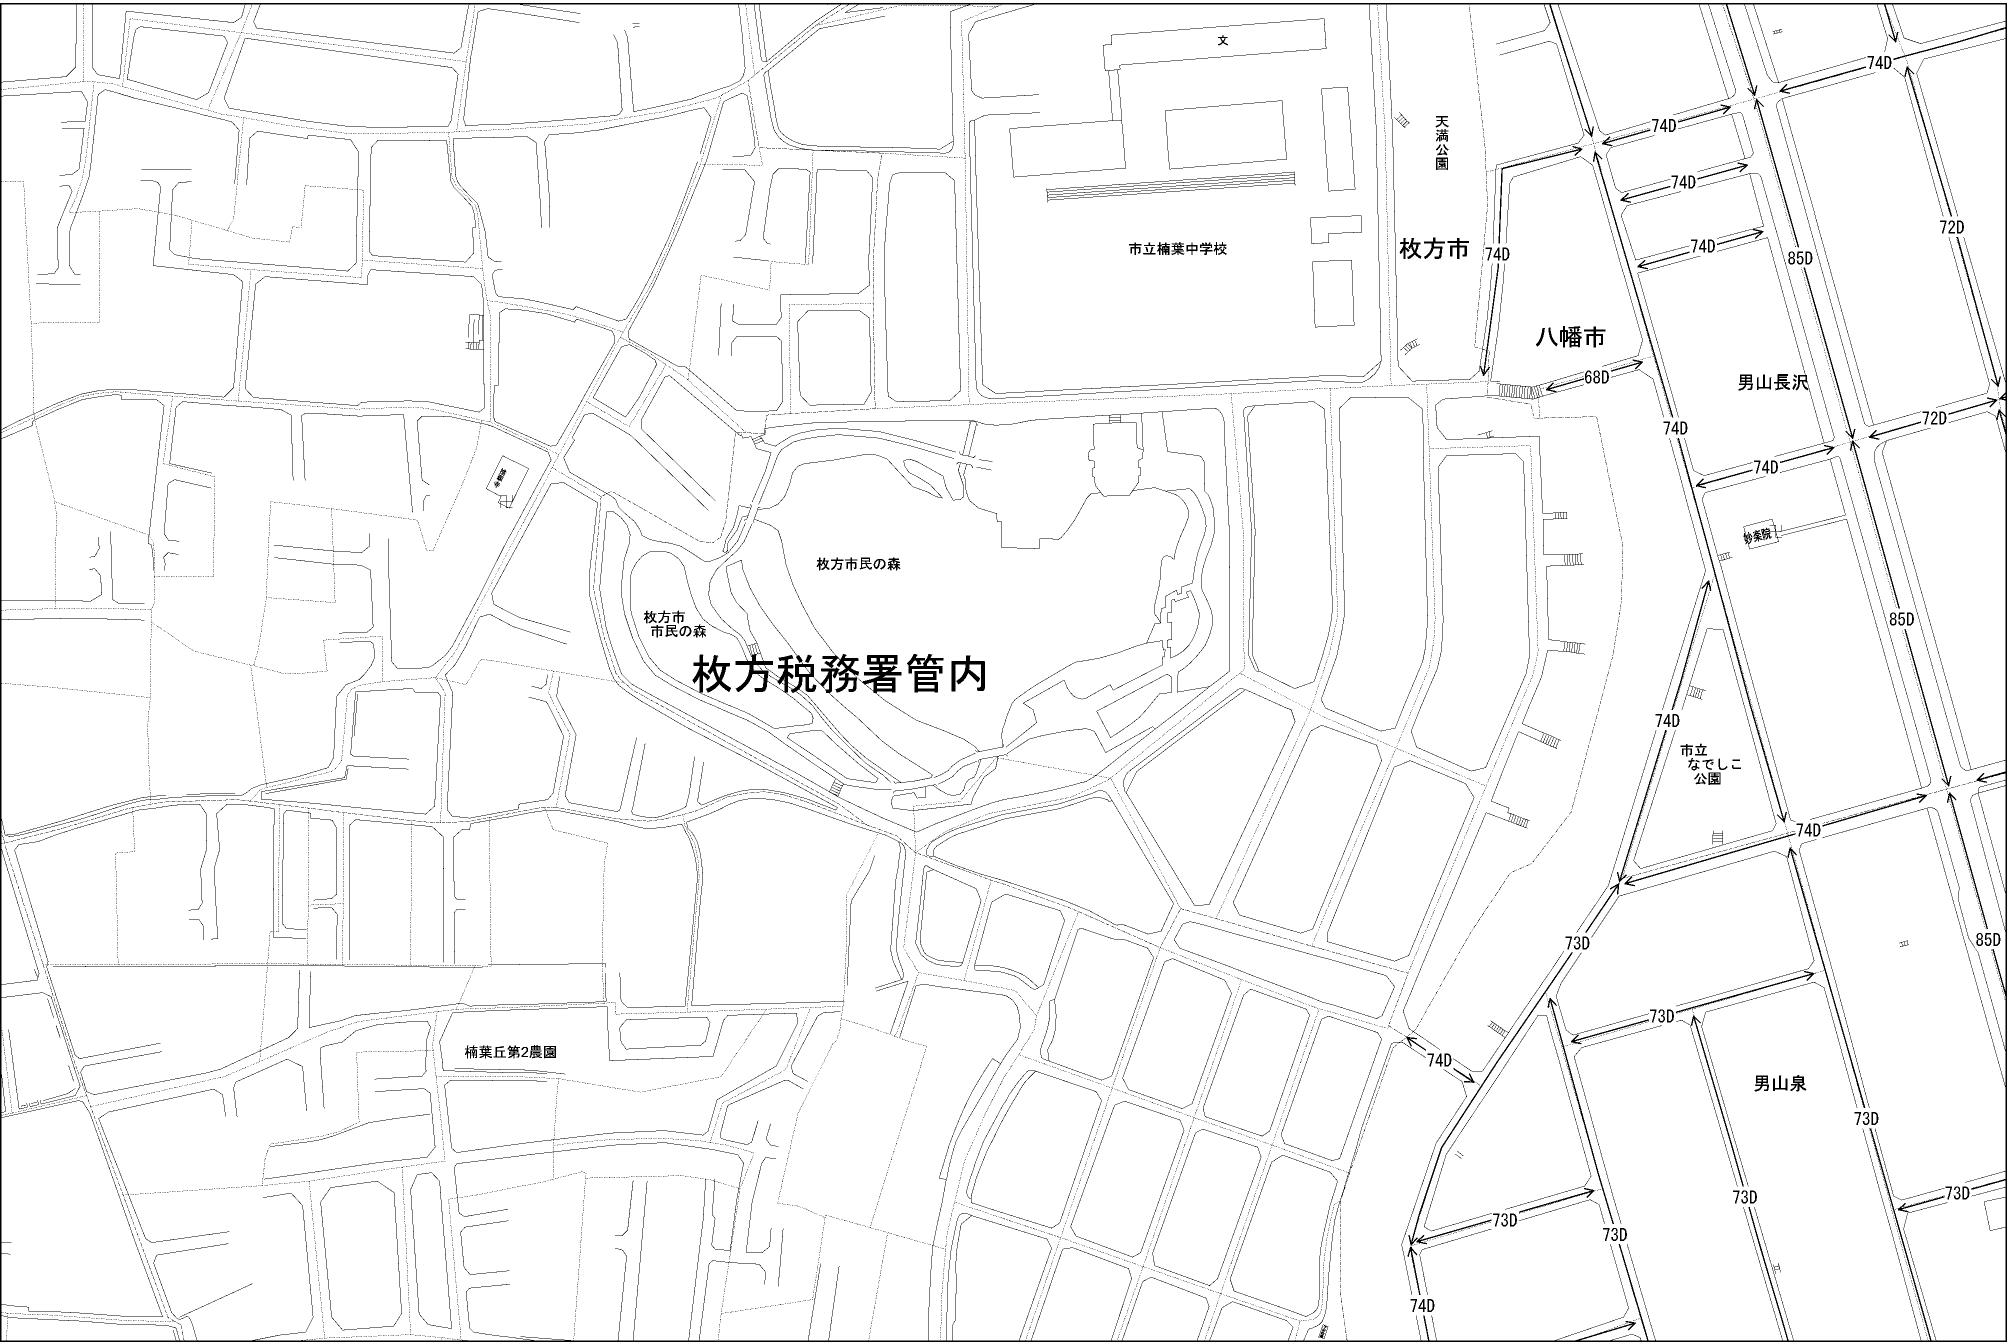 文
74D
74D
天満公園
74D
74D
72D
市立楠葉中学校
枚方市
74D
74D
85D
八幡市
68D
男山長沢
72D
74D
74D
妙楽院
枚方市民の森
枚方市
市民の森
85D
枚方税務署管内
74D
市立
なでしこ
公園
74D
73D
85D
73D
楠葉丘第2農園
74D
男山泉
73D
73D
73D
73D
73D
74D